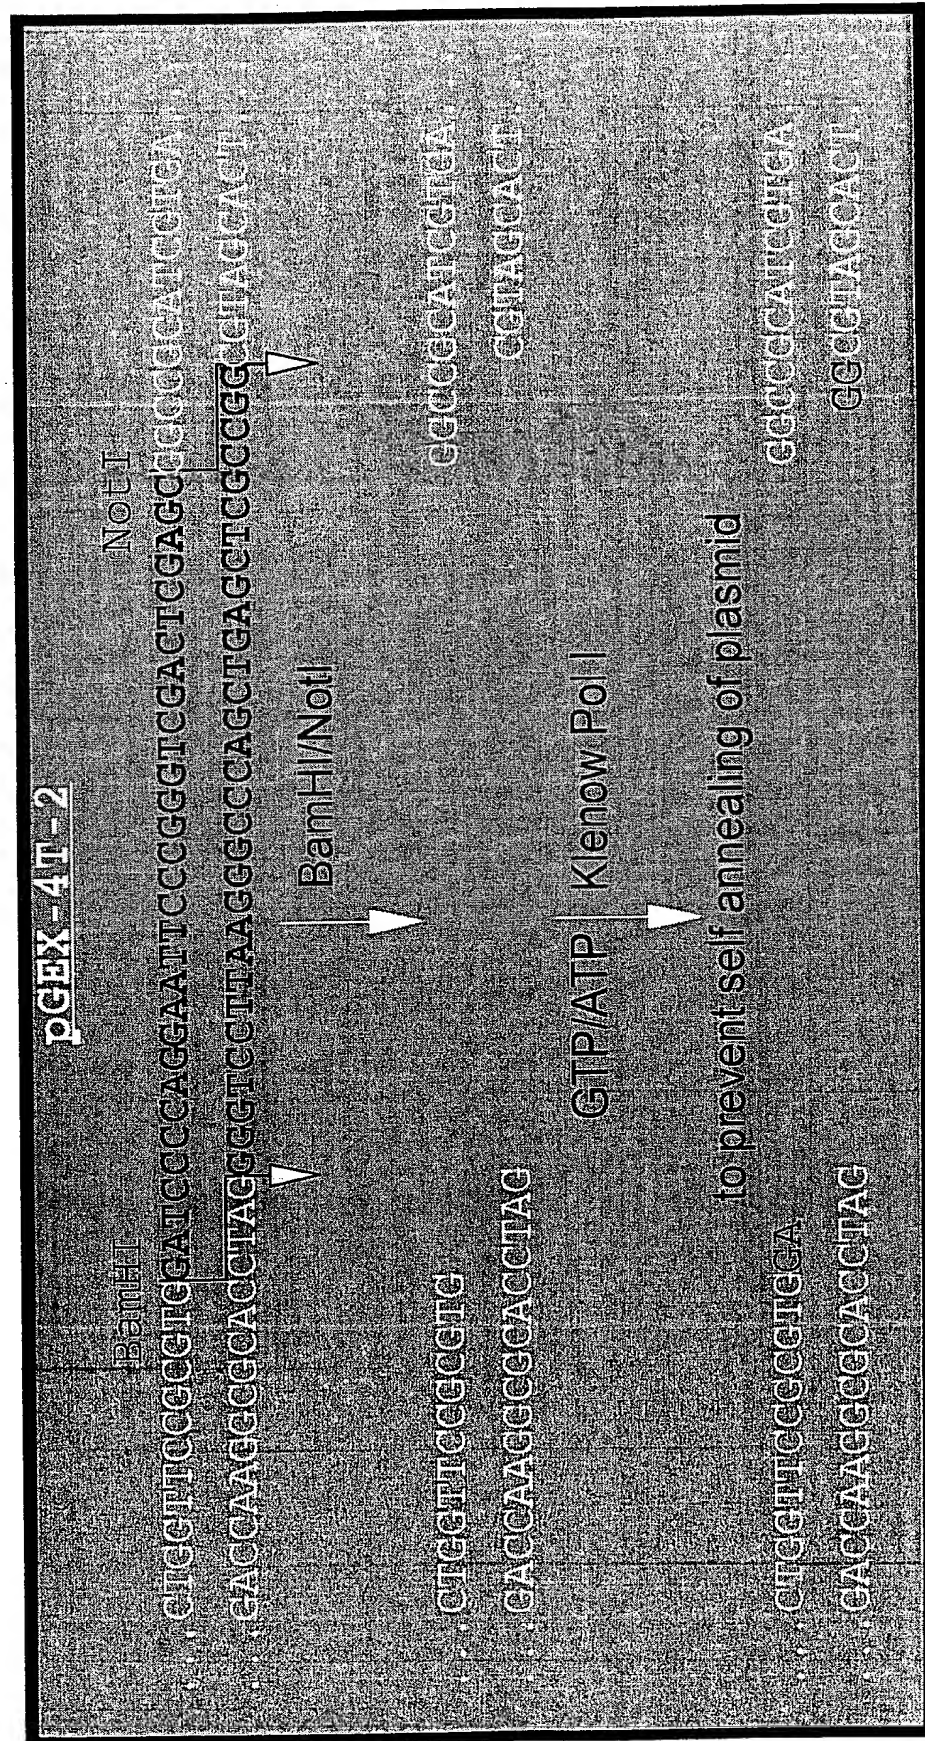 pGEX-4T-2
BamHI NotI
...CTGGTTCCGCGTGGATCCCCAGGAATTCCCGGGTCGACTCGAGCGGCCGCATCGTGA...
...GACCAAGGCGCACCTAGGGGTCCTTAAGGGCCCAGCTGAGCTCGCCGGCGTAGCACT...
BamHI/NotI
...CTGGTTCCGCGTG GGCCGCATCGTGA...
...GACCAAGGCGCACCTAG CGTAGCACT...
GTP/ATP Klenow Pol I
to prevent self annealing of plasmid
...CTGGTTCCGCGTGGA GGCCGCATCGTGA...
...GACCAAGGCGCACCTAG GGCGTAGCACT...